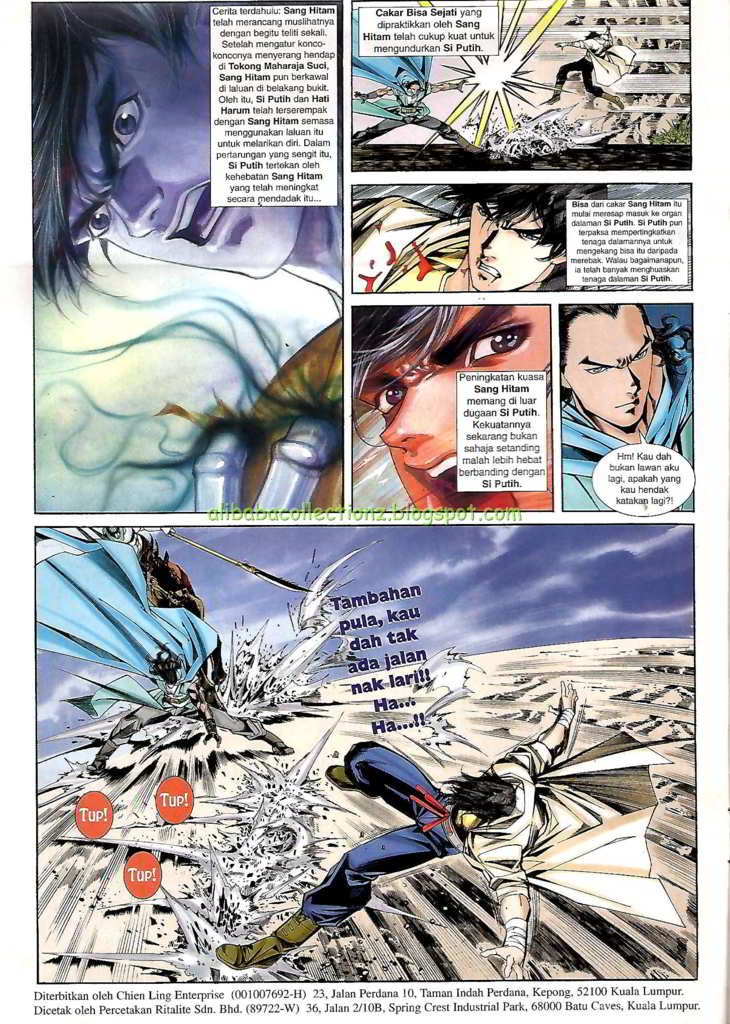 Cerita terdahulu: Sang Hitam
telah merancang muslihatnya
dengan begitu teliti sekali.
Setelah mengatur konco-
konconya menyerang hendap
di Tokong Maharaja Suci,
Sang Hitam pun berkawal
di laluan di belakang bukit.
Oleh itu, Si Putih dan Hati
Harum telah terserempak
dengan Sang Hitam semasa
menggunakan laluan itu
untuk melarikan diri. Dalam
pertarungan yang sengit itu,
Si Putih tertekan oleh
kehebatan Sang Hitam
yang telah meningkat
secara mendadak itu...
Cakar Bisa Sejati yang
dipraktikkan oleh Sang
Hitam telah cukup kuat untuk
mengundurkan Si Putih.
Bisa dari cakar Sang Hitam itu
mulai meresap masuk ke organ
dalaman Si Putih. Si Putih pun
terpaksa mempertingkatkan
tenaga dalamannya untuk
mengekang bisa itu daripada
merebak. Walau bagaimanapun,
ia telah banyak menghuaskan
tenaga dalaman Si Putih.
Peningkatan kuasa
Sang Hitam
memang di luar
dugaan Si Putih.
Kekuatannya
sekarang bukan
sahaja setanding
malah lebih hebat
berbanding dengan
Si Putih.
Hm! Kau dah
bukan lawan aku
lagi, apakah yang
kau hendak
katakan lagi?!
alibabacollectionz.blogspot.com
Tambahan
pula, kau
dah tak
ada jalan
nak lari!!
Ha...
Ha...!!
TUP!
TUP!
TUP!
Diterbitkan oleh Chien Ling Enterprise (001007692-H) 23, Jalan Perdana 10, Taman Indah Perdana, Kepong, 52100 Kuala Lumpur.
Dicetak oleh Percetakan Ritalite Sdn. Bhd. (89722-W) 36, Jalan 2/10B, Spring Crest Industrial Park, 68000 Batu Caves, Kuala Lumpur.